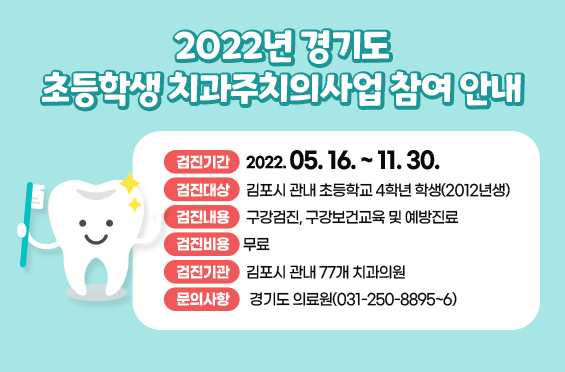 2022년 경기도
초등학생 치과주치의사업 참여 안내
검진기간 2022. 05. 16. ~ 11. 30.
검진대상 김포시 관내 초등학교 4학년 학생(2012년생)
검진내용 구강검진, 구강보건교육 및 예방진료
검진비용 무료
검진기관 김포시 관내 77개 치과의원
문의사항 경기도 의료원(031-250-8895~6)